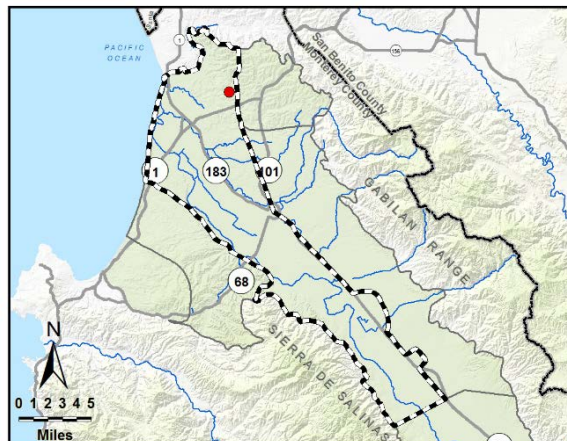 1
PACIFIC
OCEAN
San Benito County
Monterey County
156
1
183
101
GABILAN RANGE
68
SIERRA DE SALINAS
N
0 1 2 3 4 5
Miles